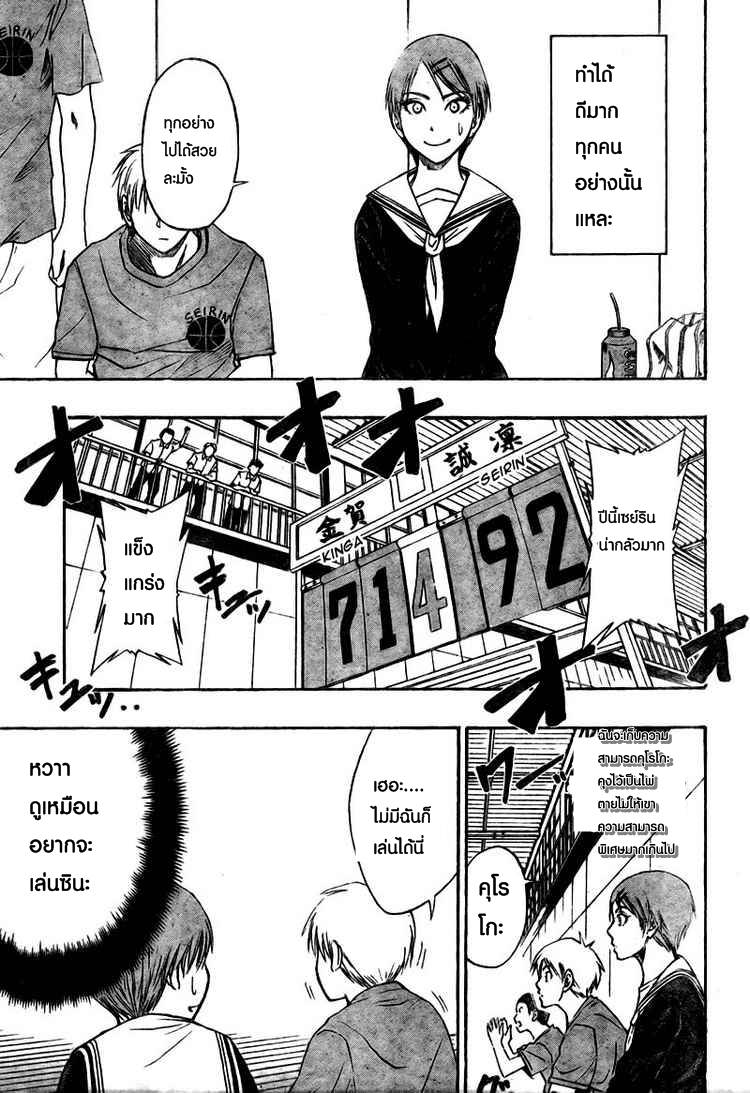 ทำได้
ดีมาก
ทุกคน
อย่างนั้น
แหละ
ทุกอย่าง
ไปได้สวย
ละมั้ง
SEIRIN
SEIRIN
オオ
オオ
オオ
オオ
ปีนี้เซย์ริน
น่ากลัวมาก
誠凛
SEIRIN
金賀
KINGA
71 4 92
แข็ง
แกร่ง
มาก
キュッ
キュッ..
ฉันจะเก็บความ
สามารถคุโรโกะ
คุงไว้เป็นไพ่
ตายไม่ให้เขา
ความสามารถ
พิเศษมากเกินไป
ワアッ
คุโร
โกะ
เฮอะ....
ไม่มีฉันก็
เล่นได้นี่
หวาา
ดูเหมือน
อยากจะ
เล่นซินะ